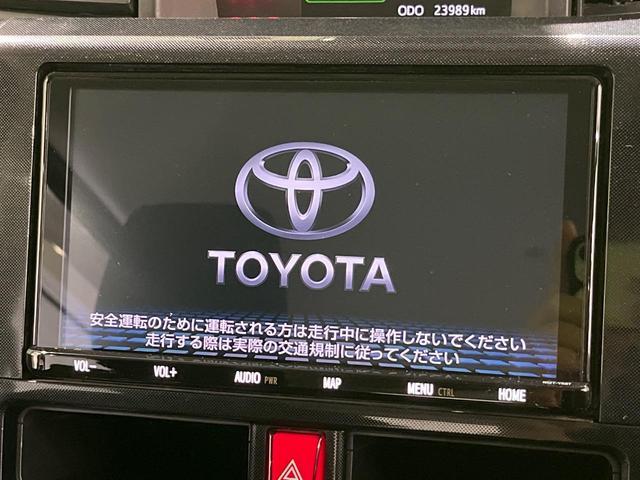 ODO 23989km
TOYOTA
安全運転のために運転される方は走行中に操作しないでください
走行する際は実際の交通規制に従ってください
VOL− VOL+ AUDIO PWR MAP MENU CTRL HOME